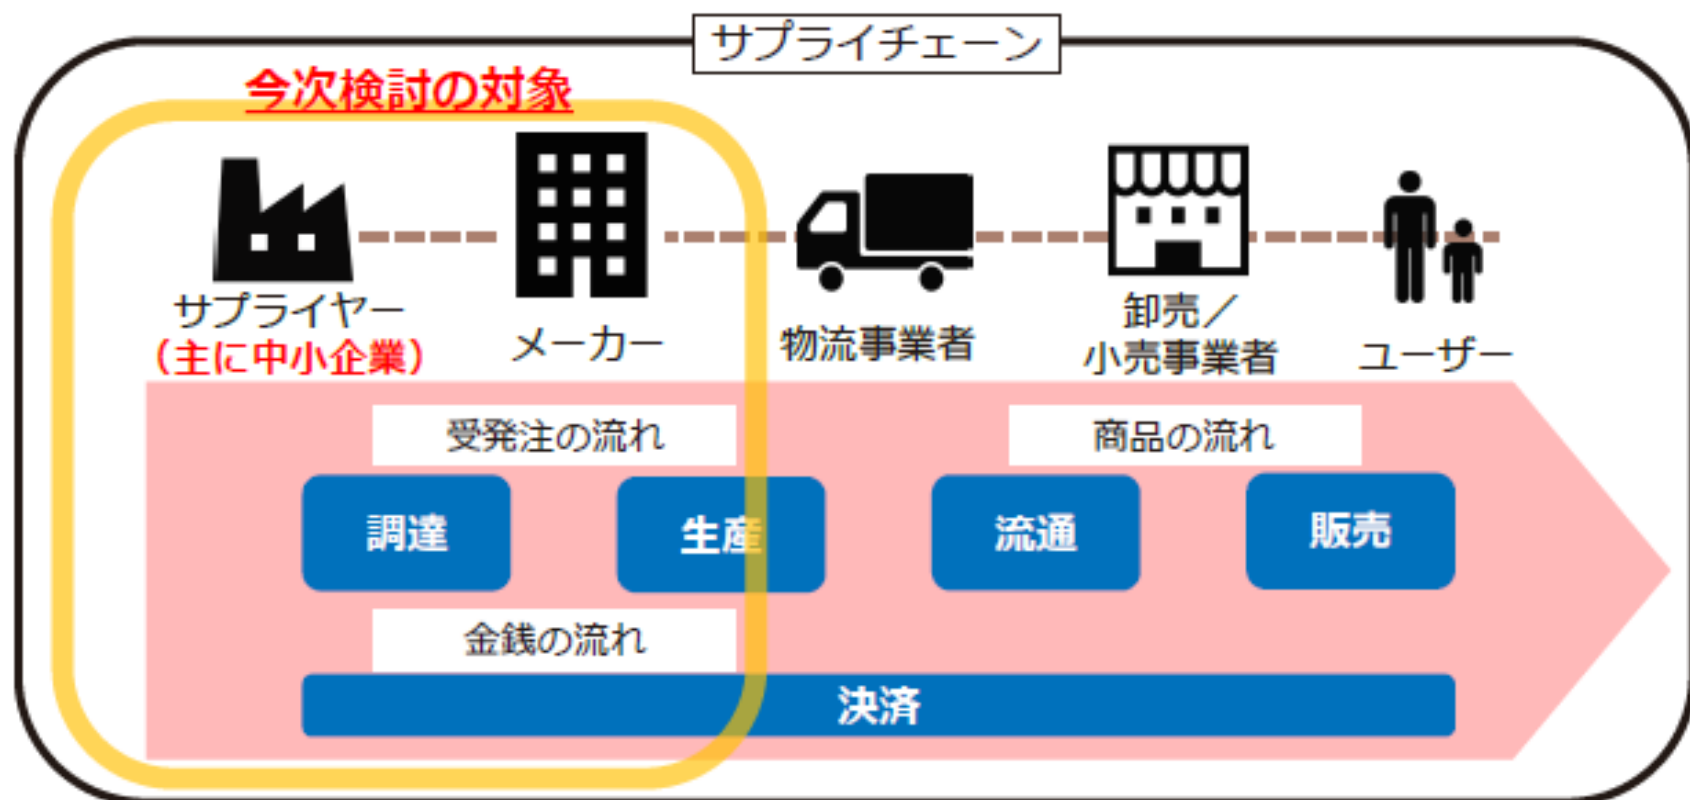 サプライチェーン
今次検討の対象
サプライヤー
（主に中小企業）
メーカー
物流事業者
卸売／
小売事業者
ユーザー
受発注の流れ
商品の流れ
調達
生産
流通
販売
金銭の流れ
決済